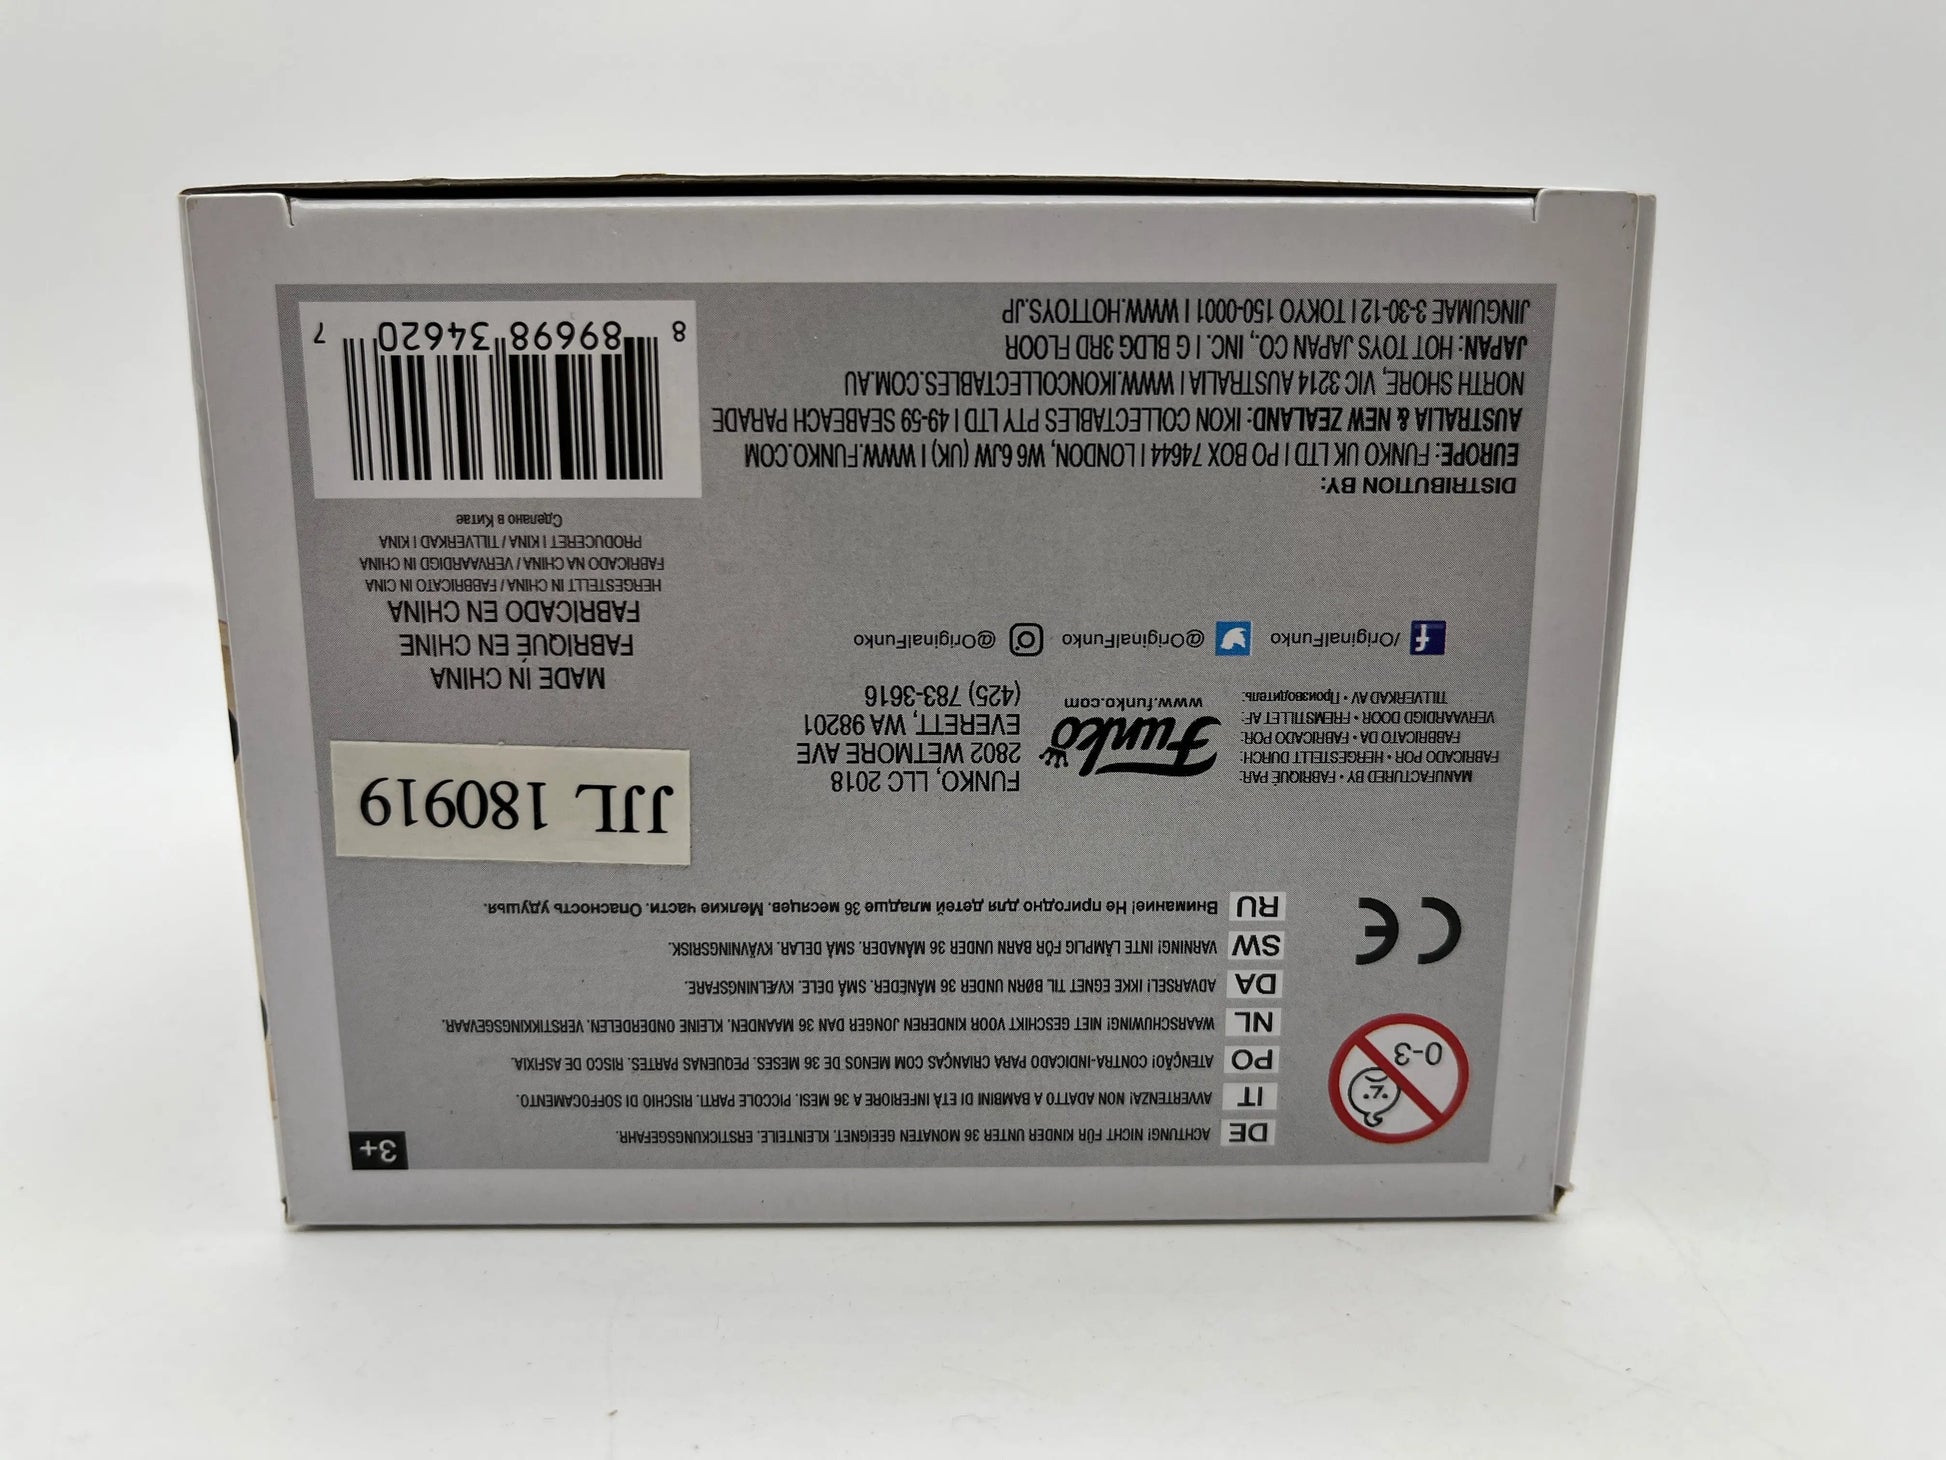 3+
DE ACHTUNG! NICHT FÜR KINDER UNTER 36 MONATEN GEEIGNET. KLEINTEILE. ERSTICKUNGSGEFAHR.
IT AVVERTENZA! NON ADATTO A BAMBINI DI ETÀ INFERIORE A 36 MESI. PICCOLE PARTI. RISCHIO DI SOFFOCAMENTO.
PO ATENÇÃO! CONTRA-INDICADO PARA CRIANÇAS COM MENOS DE 36 MESES. PEQUENAS PARTES. RISCO DE ASFIXIA.
NL WAARSCHUWING! NIET GESCHIKT VOOR KINDEREN JONGER DAN 36 MAANDEN. KLEINE ONDERDELEN. VERSTIKKINGSGEVAAR.
DA ADVARSEL! IKKE EGNET TIL BØRN UNDER 36 MÅNEDER. SMÅ DELE. KVÆLNINGSFARE.
SW VARNING! INTE LÄMPLIG FÖR BARN UNDER 36 MÅNADER. SMÅ DELAR. KVÄVNINGSRISK.
RU Внимание! Не пригодно для детей младше 36 месяцев. Мелкие части. Опасность удушья.
0-3
CE
MANUFACTURED BY • FABRIQUÉ PAR:
FABRICADO POR • HERGESTELLT DURCH:
FABBRICATO DA • FABRICADO POR:
VERVAARDIGD DOOR • FREMSTILLET AF:
TILLVERKAD AV • Производитель:
Funko
www.funko.com
FUNKO, LLC 2018
2802 WETMORE AVE
EVERETT, WA 98201
(425) 783-3616
/OriginalFunko @OriginalFunko @OriginalFunko
JJL 180919
MADE IN CHINA
FABRIQUÉ EN CHINE
FABRICADO EN CHINA
HERGESTELLT IN CHINA / FABBRICATO IN CINA
FABRICADO NA CHINA / VERVAARDIGD IN CHINA
PRODUCERET I KINA / TILLVERKAD I KINA
Сделано в Китае
DISTRIBUTION BY:
EUROPE: FUNKO UK LTD | PO BOX 74644 | LONDON, W6 6JW (UK) | WWW.FUNKO.COM
AUSTRALIA & NEW ZEALAND: IKON COLLECTABLES PTY LTD | 49-59 SEABEACH PARADE
NORTH SHORE, VIC 3214 AUSTRALIA | WWW.IKONCOLLECTABLES.COM.AU
JAPAN: HOT TOYS JAPAN CO., INC. | G BLDG 3RD FLOOR
JINGUMAE 3-30-12 | TOKYO 150-0001 | WWW.HOTTOYS.JP
8 89698 34620 7